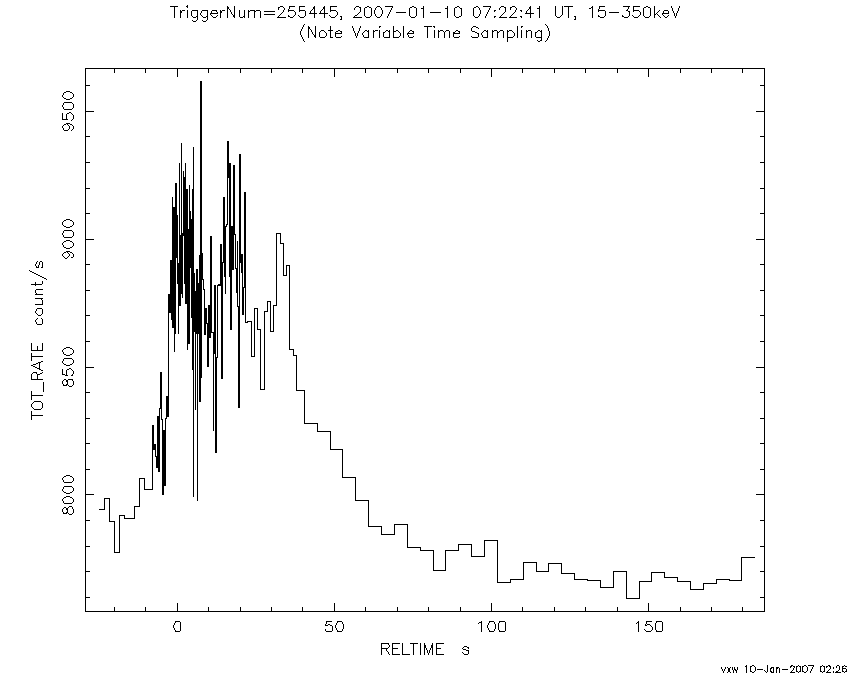 TriggerNum=255445, 2007-01-10 07:22:41 UT, 15-350keV
(Note Variable Time Sampling)
TOT_RATE count/s
9500
9000
8500
8000
0 50 100 150
RELTIME s
vxw 10-Jan-2007 02:26